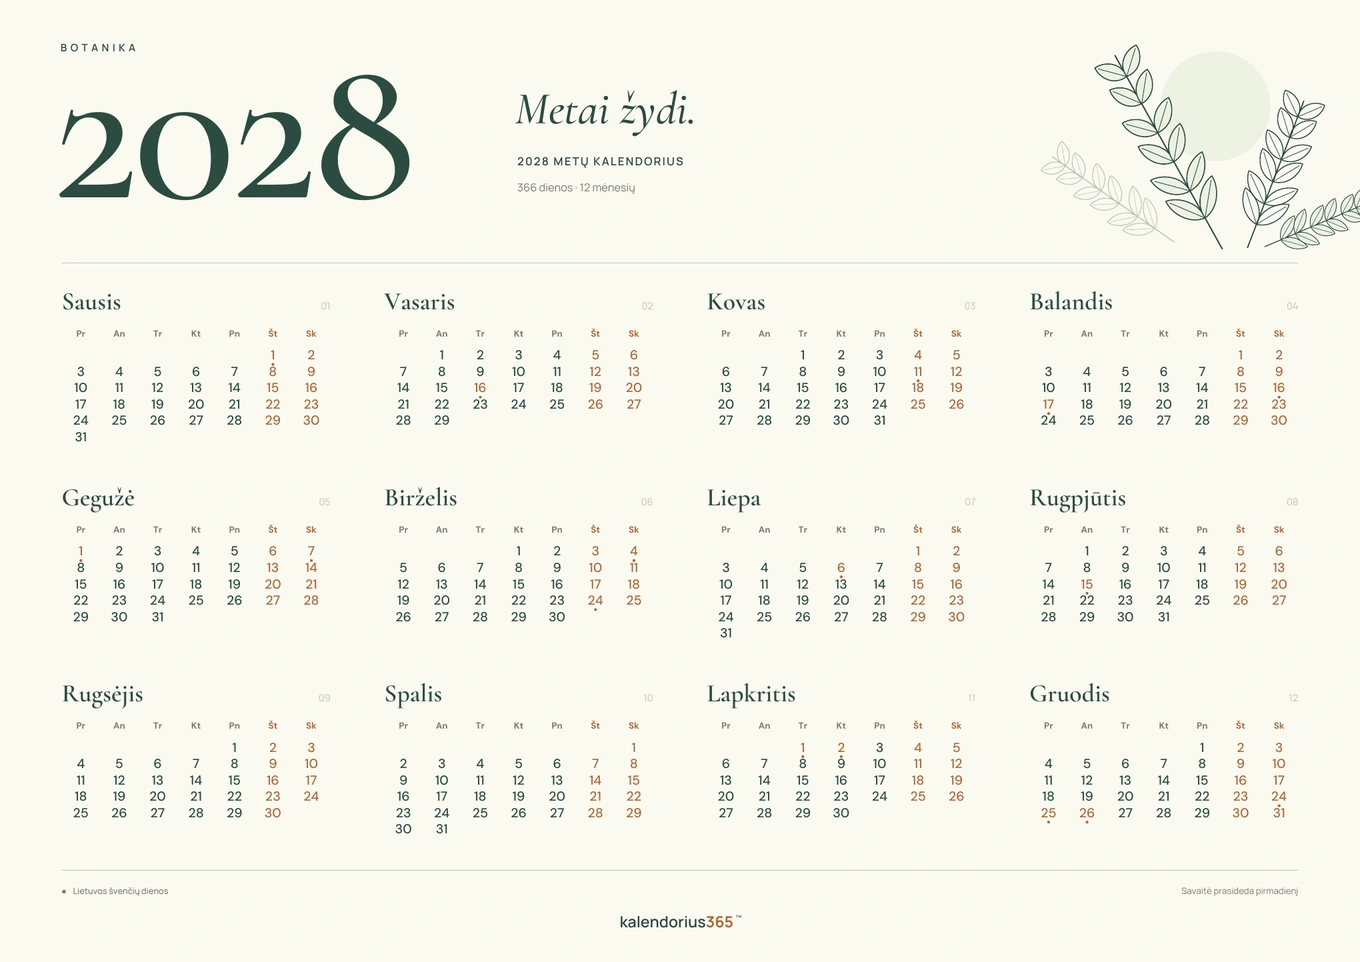 BOTANIKA
2028
Metai žydi.
2028 METŲ KALENDORIUS
366 dienos · 12 mėnesių
Sausis 01
Pr An Tr Kt Pn Št Sk
1 2
3 4 5 6 7 8 9
10 11 12 13 14 15 16
17 18 19 20 21 22 23
24 25 26 27 28 29 30
31
Vasaris 02
Pr An Tr Kt Pn Št Sk
1 2 3 4 5 6
7 8 9 10 11 12 13
14 15 16 17 18 19 20
21 22 23 24 25 26 27
28 29
Kovas 03
Pr An Tr Kt Pn Št Sk
1 2 3 4 5
6 7 8 9 10 11 12
13 14 15 16 17 18 19
20 21 22 23 24 25 26
27 28 29 30 31
Balandis 04
Pr An Tr Kt Pn Št Sk
1 2
3 4 5 6 7 8 9
10 11 12 13 14 15 16
17 18 19 20 21 22 23
24 25 26 27 28 29 30
Gegužė 05
Pr An Tr Kt Pn Št Sk
1 2 3 4 5 6 7
8 9 10 11 12 13 14
15 16 17 18 19 20 21
22 23 24 25 26 27 28
29 30 31
Birželis 06
Pr An Tr Kt Pn Št Sk
1 2 3 4
5 6 7 8 9 10 11
12 13 14 15 16 17 18
19 20 21 22 23 24 25
26 27 28 29 30
Liepa 07
Pr An Tr Kt Pn Št Sk
1 2
3 4 5 6 7 8 9
10 11 12 13 14 15 16
17 18 19 20 21 22 23
24 25 26 27 28 29 30
31
Rugpjūtis 08
Pr An Tr Kt Pn Št Sk
1 2 3 4 5 6
7 8 9 10 11 12 13
14 15 16 17 18 19 20
21 22 23 24 25 26 27
28 29 30 31
Rugsėjis 09
Pr An Tr Kt Pn Št Sk
1 2 3
4 5 6 7 8 9 10
11 12 13 14 15 16 17
18 19 20 21 22 23 24
25 26 27 28 29 30
Spalis 10
Pr An Tr Kt Pn Št Sk
1
2 3 4 5 6 7 8
9 10 11 12 13 14 15
16 17 18 19 20 21 22
23 24 25 26 27 28 29
30 31
Lapkritis 11
Pr An Tr Kt Pn Št Sk
1 2 3 4 5
6 7 8 9 10 11 12
13 14 15 16 17 18 19
20 21 22 23 24 25 26
27 28 29 30
Gruodis 12
Pr An Tr Kt Pn Št Sk
1 2 3
4 5 6 7 8 9 10
11 12 13 14 15 16 17
18 19 20 21 22 23 24
25 26 27 28 29 30 31
Lietuvos švenčių dienos
Savaitė prasideda pirmadienį
kalendorius365™